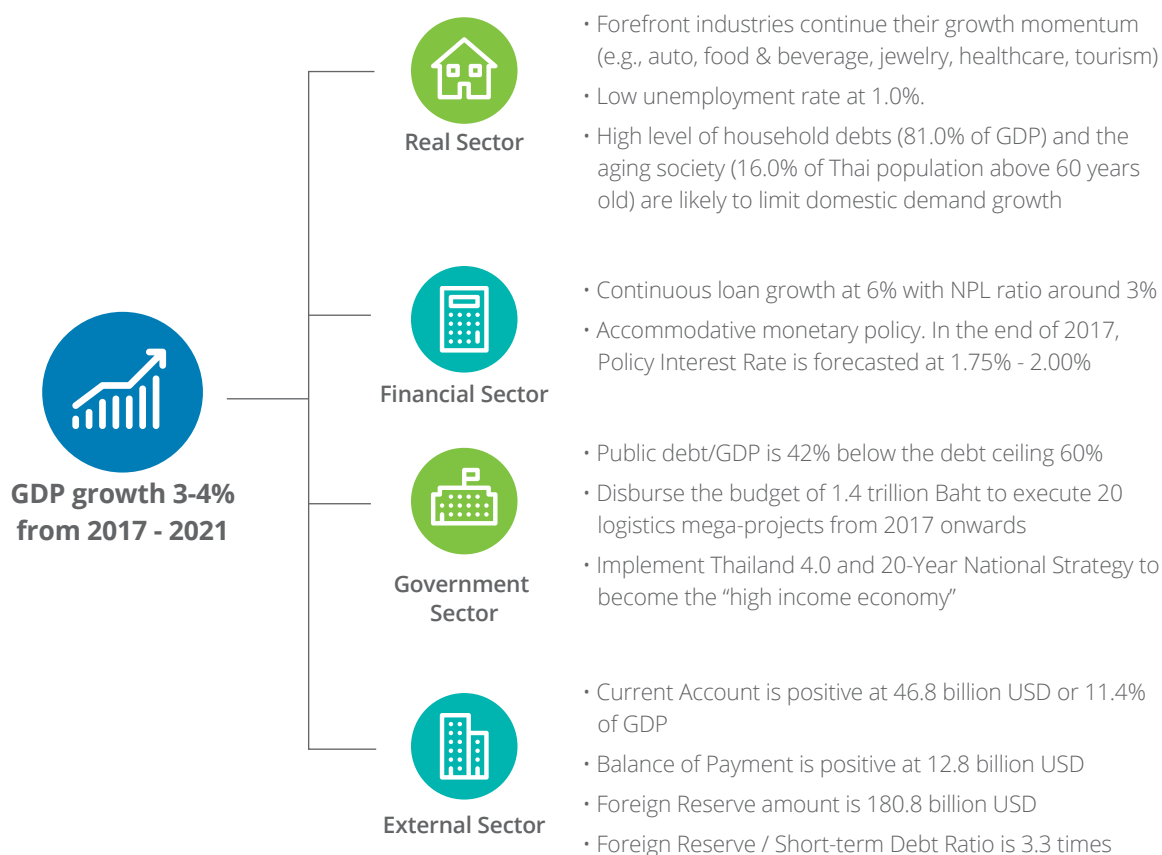 • Forefront industries continue their growth momentum
(e.g., auto, food & beverage, jewelry, healthcare, tourism)
• Low unemployment rate at 1.0%.
• High level of household debts (81.0% of GDP) and the
aging society (16.0% of Thai population above 60 years
old) are likely to limit domestic demand growth
Real Sector
• Continuous loan growth at 6% with NPL ratio around 3%
• Accommodative monetary policy. In the end of 2017,
Policy Interest Rate is forecasted at 1.75% - 2.00%
Financial Sector
GDP growth 3-4%
from 2017 - 2021
• Public debt/GDP is 42% below the debt ceiling 60%
• Disburse the budget of 1.4 trillion Baht to execute 20
logistics mega-projects from 2017 onwards
• Implement Thailand 4.0 and 20-Year National Strategy to
become the “high income economy”
Government
Sector
• Current Account is positive at 46.8 billion USD or 11.4%
of GDP
• Balance of Payment is positive at 12.8 billion USD
• Foreign Reserve amount is 180.8 billion USD
• Foreign Reserve / Short-term Debt Ratio is 3.3 times
External Sector